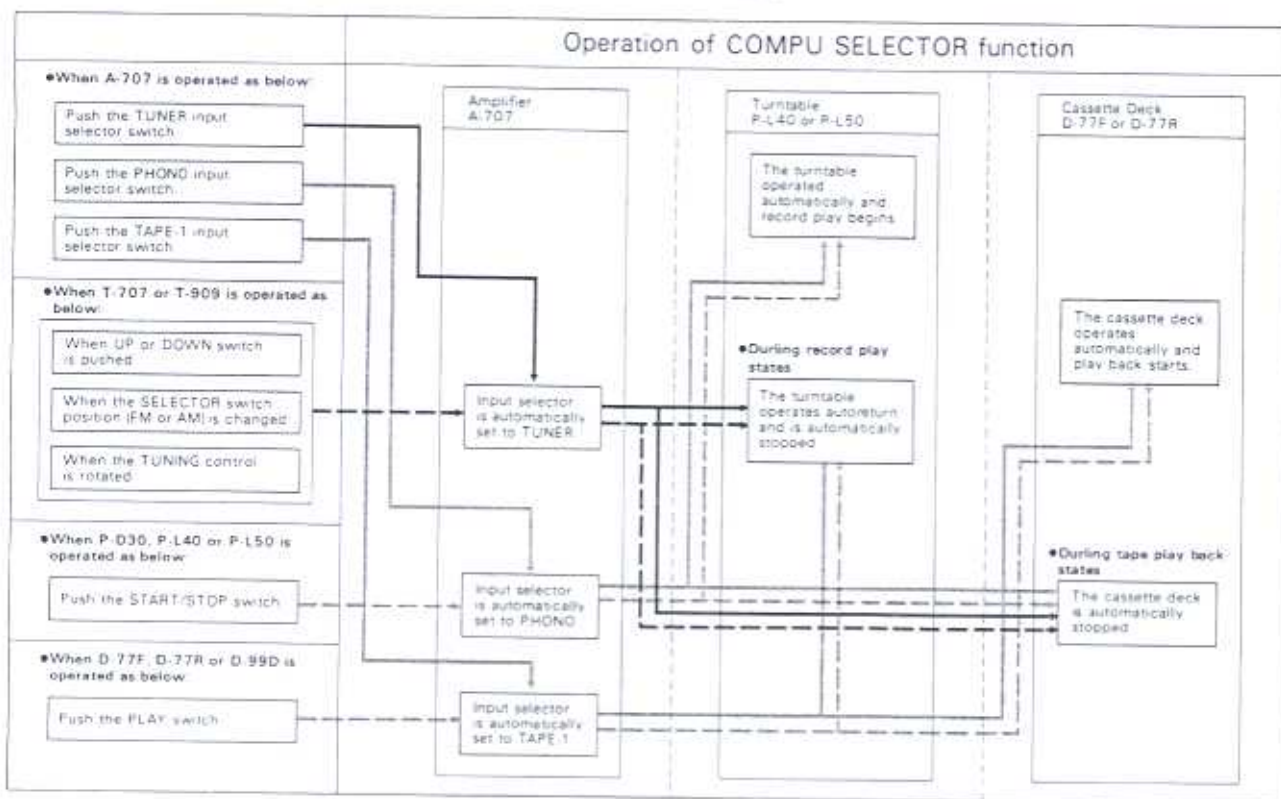 Operation of COMPU SELECTOR function
●When A-707 is operated as below:
Push the TUNER input
selector switch
Push the PHONO input
selector switch
Push the TAPE-1 input
selector switch
●When T-707 or T-909 is operated as
below:
When UP or DOWN switch
is pushed
When the SELECTOR switch
position (FM or AM) is changed
When the TUNING control
is rotated
●When P-D30, P-L40 or P-L50 is
operated as below
Push the START/STOP switch
●When D-77F, D-77R or D-99D is
operated as below
Push the PLAY switch
Amplifier
A-707
Input selector
is automatically
set to TUNER
Input selector
is automatically
set to PHONO
Input selector
is automatically
set to TAPE-1
Turntable
P-L40 or P-L50
The turntable
operated
automatically and
record play begins
●Durling record play
states
The turntable
operates autoreturn
and is automatically
stopped
Cassette Deck
D-77F or D-77R
The cassette deck
operates
automatically and
play back starts.
●Durling tape play back
states
The cassette deck
is automatically
stopped